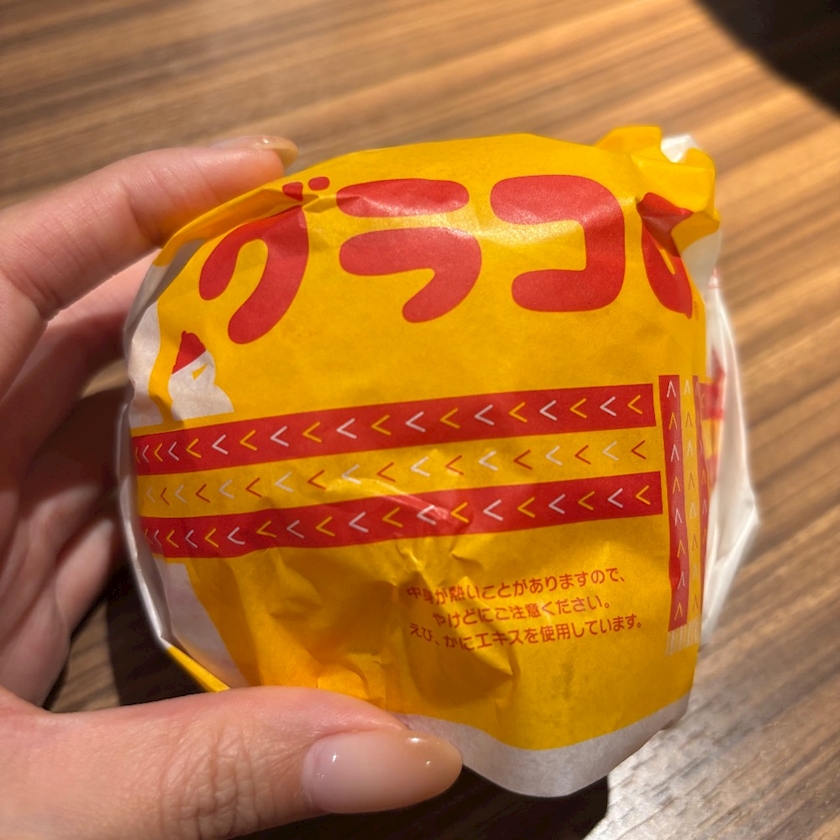 グラコロ
中身が熱いことがありますので、
やけどにご注意ください。
えび、かにエキスを使用しています。